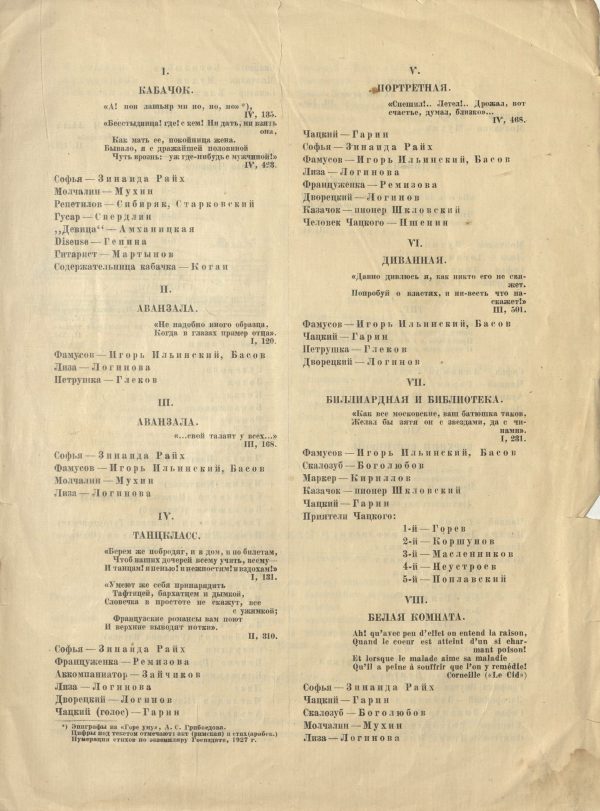 I.
КАБАЧОК.
«А! нон лашьяр ми но, но, но» *),
IV, 135.
«Бесстыдница! где! с кем! Ни дать, ни взять
она,
Как мать ее, покойница жена.
Бывало, я с дражайшей половиной
Чуть врознь: уж где-нибудь с мужчиной!»
IV, 423.
Софья — Зинаида Райх
Молчалин — Мухин
Репетилов — Сибиряк, Старковский
Гусар — Свердлин
„Девица“ — Амханицкая
Diseuse — Генина
Гитарист — Мартынов
Содержательница кабачка — Коган
II.
АВАНЗАЛА.
«Не надобно иного образца,
Когда в глазах пример отца».
I, 120.
Фамусов — Игорь Ильинский, Басов
Лиза — Логинова
Петрушка — Глеков
III.
АВАНЗАЛА.
«...свой талант у всех...»
III, 168.
Софья — Зинаида Райх
Фамусов — Игорь Ильинский, Басов
Молчалин — Мухин
Лиза — Логинова
IV.
ТАНЦКЛАСС.
«Берем же побродяг, и в дом, и по билетам,
Чтоб наших дочерей всему учить, всему—
И танцам! и пенью! и нежностям! и вздохам!»
I, 131.
«Умеют же себя принарядить
Тафтицей, бархатцем и дымкой,
Словечка в простоте не скажут, все
с ужимкой;
Французские романсы вам поют
И верхние выводят нотки».
II, 310.
Софья — Зинаида Райх
Француженка — Ремизова
Аккомпаниатор — Зайчиков
Лиза — Логинова
Дворецкий — Логинов
Чацкий (голос) — Гарин
*) Эпиграфы из «Горе уму», А. С. Грибоедова.
Цифры под текстом отмечают: акт (римская) и стих (арабск.)
Нумерация стихов по экземпляру Госиздата, 1927 г.
V.
ПОРТРЕТНАЯ.
«Спешил!.. Летел!.. Дрожал, вот
счастье, думал, близко»...
IV, 468.
Чацкий — Гарин
Софья — Зинаида Райх
Фамусов — Игорь Ильинский, Басов
Лиза — Логинова
Француженка — Ремизова
Дворецкий — Логинов
Казачок — пионер Шкловский
Человек Чацкого — Ишенин
VI.
ДИВАННАЯ.
«Давно дивлюсь я, как никто его не свя-
жет.
Попробуй о властях, и ни-весть что на-
скажет!»
III, 501.
Фамусов — Игорь Ильинский, Басов
Чацкий — Гарин
Петрушка — Глеков
Дворецкий — Логинов
VII.
БИЛЛИАРДНАЯ И БИБЛИОТЕКА.
«Как все московские, ваш батюшка таков,
Желал бы зятя он с звездами, да с чи-
нами».
I, 231.
Фамусов — Игорь Ильинский, Басов
Скалозуб — Боголюбов
Маркер — Кириллов
Казачок — пионер Шкловский
Чацкий — Гарин
Приятели Чацкого:
1-й — Горев
2-й — Коршунов
3-й — Масленников
4-й — Неустроев
5-й — Поплавский
VIII.
БЕЛАЯ КОМНАТА.
Ah! qu'avec peu d'effet on entend la raison,
Quand le coeur est atteint d'un si char-
mant poison!
Et lorsque le malade aime sa maladie
Qu'il a peine à souffrir que l'on y remédie!
Corneille («Le Cid»)
Софья — Зинаида Райх
Чацкий — Гарин
Скалозуб — Боголюбов
Молчалин — Мухин
Лиза — Логинова